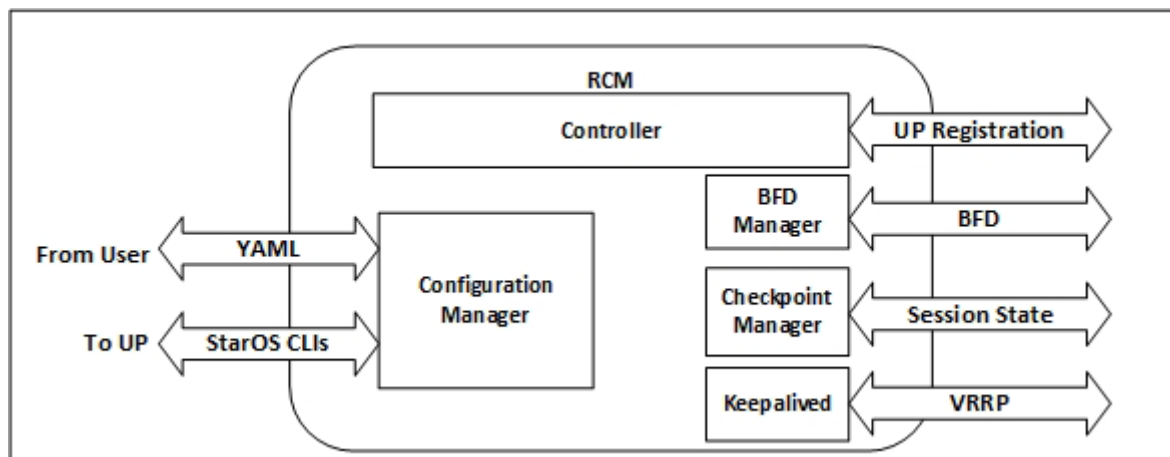 RCM
Controller
UP Registration
BFD
Manager
BFD
From User
YAML
Configuration
Manager
Checkpoint
Manager
Session State
To UP
StarOS CLIs
Keepalived
VRRP